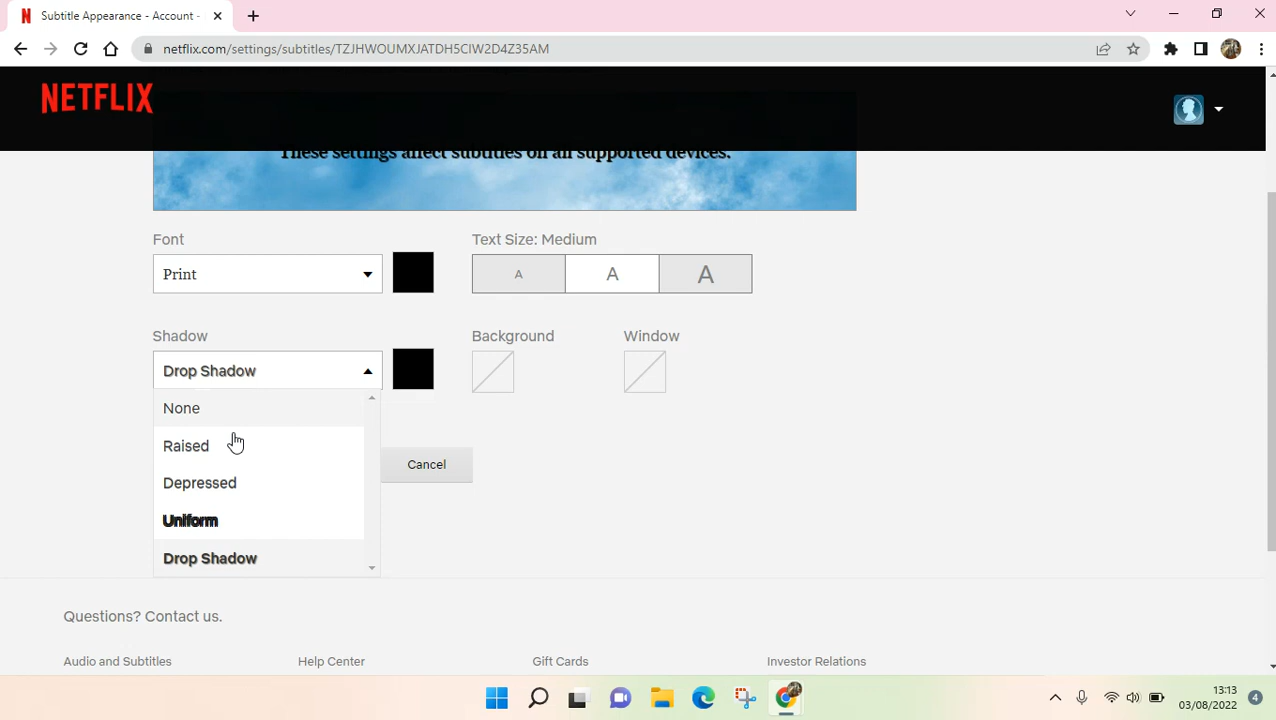 Subtitle Appearance - Account -
netflix.com/settings/subtitles/TZJHWOUMXJATDH5CIW2D4Z35AM
NETFLIX
These settings affect subtitles on all supported devices.
Font
Text Size: Medium
Print
A
A
A
Shadow
Background
Window
Drop Shadow
None
Raised
Depressed
Cancel
Uniform
Drop Shadow
Questions? Contact us.
Audio and Subtitles
Help Center
Gift Cards
Investor Relations
13:13
03/08/2022
4